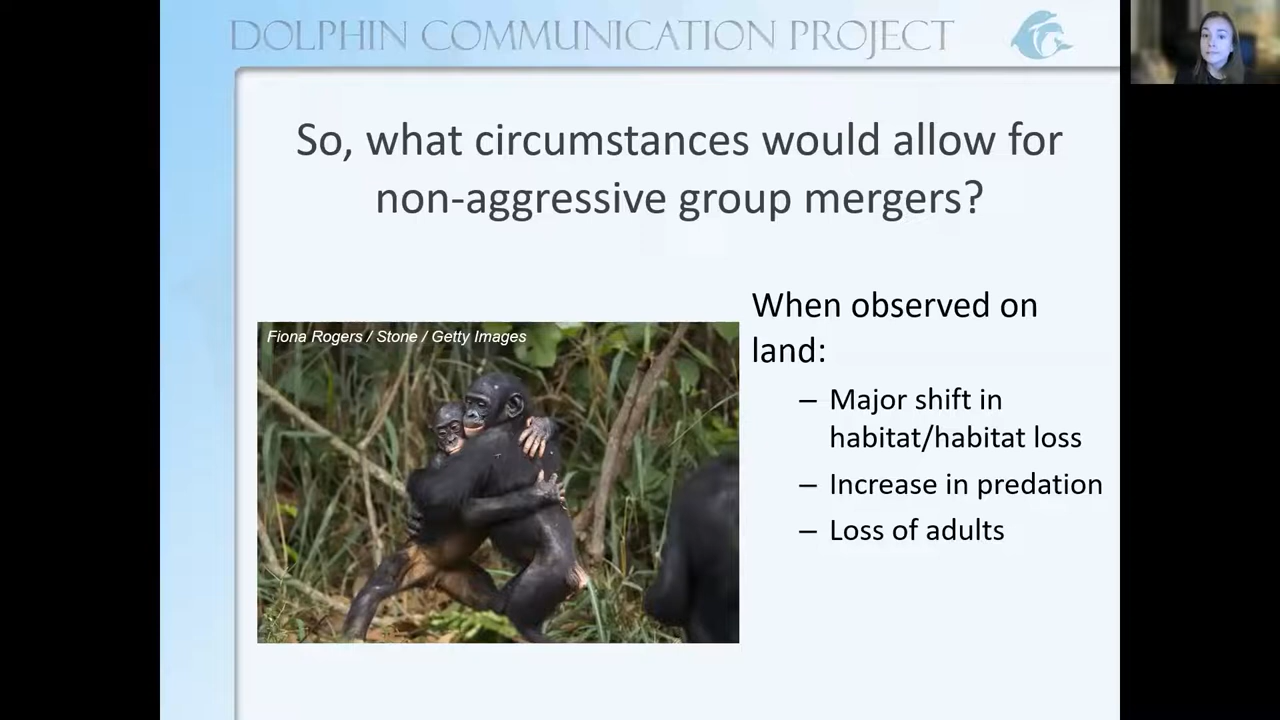 DOLPHIN COMMUNICATION PROJECT
So, what circumstances would allow for
non-aggressive group mergers?
Fiona Rogers / Stone / Getty Images
When observed on
land:
– Major shift in
habitat/habitat loss
– Increase in predation
– Loss of adults